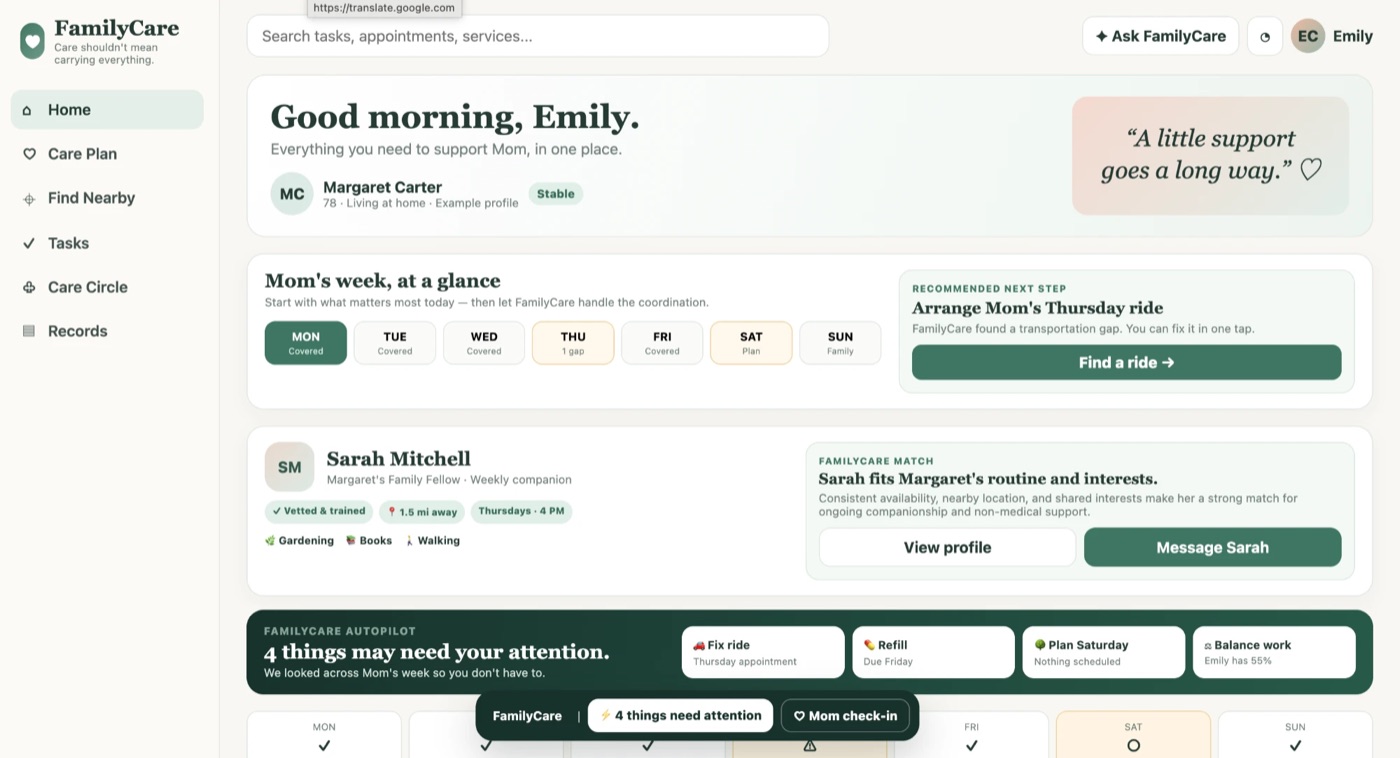 https://translate.google.com
FamilyCare
Care shouldn't mean
carrying everything.
Home
Care Plan
Find Nearby
Tasks
Care Circle
Records
Search tasks, appointments, services...
✦ Ask FamilyCare
EC
Emily
Good morning, Emily.
Everything you need to support Mom, in one place.
MC
Margaret Carter
78 · Living at home · Example profile
Stable
“A little support
goes a long way.” ♡
Mom's week, at a glance
Start with what matters most today — then let FamilyCare handle the coordination.
MON
Covered
TUE
Covered
WED
Covered
THU
1 gap
FRI
Covered
SAT
Plan
SUN
Family
RECOMMENDED NEXT STEP
Arrange Mom's Thursday ride
FamilyCare found a transportation gap. You can fix it in one tap.
Find a ride →
SM
Sarah Mitchell
Margaret's Family Fellow · Weekly companion
✓ Vetted & trained
📍 1.5 mi away
Thursdays · 4 PM
🌿 Gardening
📚 Books
🚶 Walking
FAMILYCARE MATCH
Sarah fits Margaret's routine and interests.
Consistent availability, nearby location, and shared interests make her a strong match for
ongoing companionship and non-medical support.
View profile
Message Sarah
FAMILYCARE AUTOPILOT
4 things may need your attention.
We looked across Mom's week so you don't have to.
🚗 Fix ride
Thursday appointment
💊 Refill
Due Friday
🌳 Plan Saturday
Nothing scheduled
⚖ Balance work
Emily has 55%
FamilyCare | ⚡ 4 things need attention
♡ Mom check-in
MON
FRI
SAT
SUN